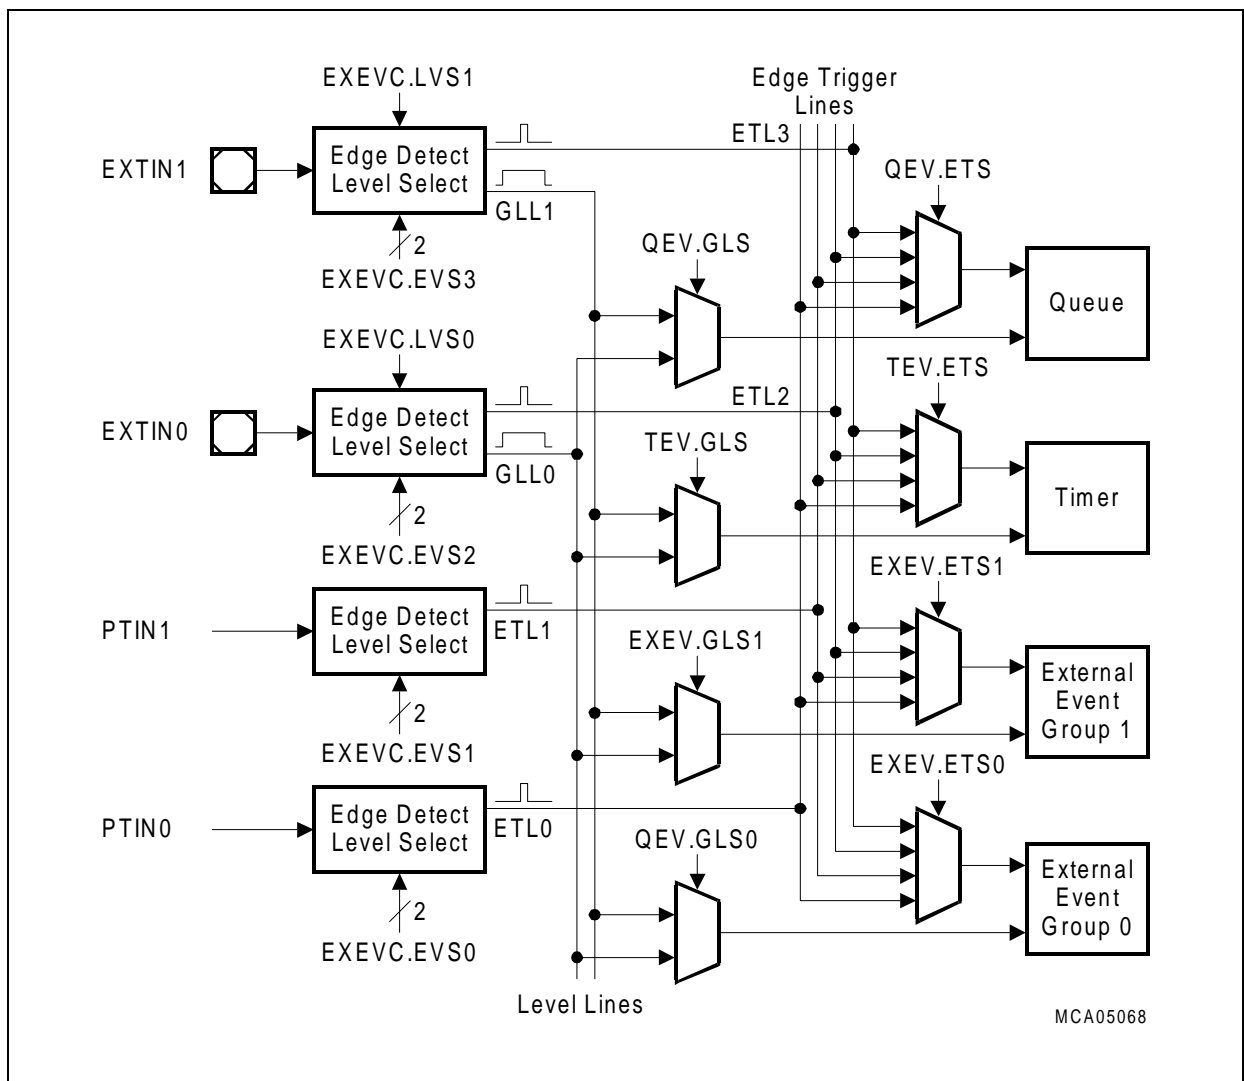 EXEVC.LVS1
Edge Trigger
Lines
EXTIN1
Edge Detect
Level Select
ETL3
GLL1
QEV.ETS
2
EXEVC.EVS3
QEV.GLS
Queue
EXEVC.LVS0
TEV.ETS
EXTIN0
Edge Detect
Level Select
ETL2
GLL0
TEV.GLS
Timer
2
EXEVC.EVS2
EXEV.ETS1
PTIN1
Edge Detect
Level Select
ETL1
EXEV.GLS1
External
Event
Group 1
2
EXEVC.EVS1
EXEV.ETS0
PTIN0
Edge Detect
Level Select
ETL0
QEV.GLS0
External
Event
Group 0
2
EXEVC.EVS0
Level Lines
MCA05068